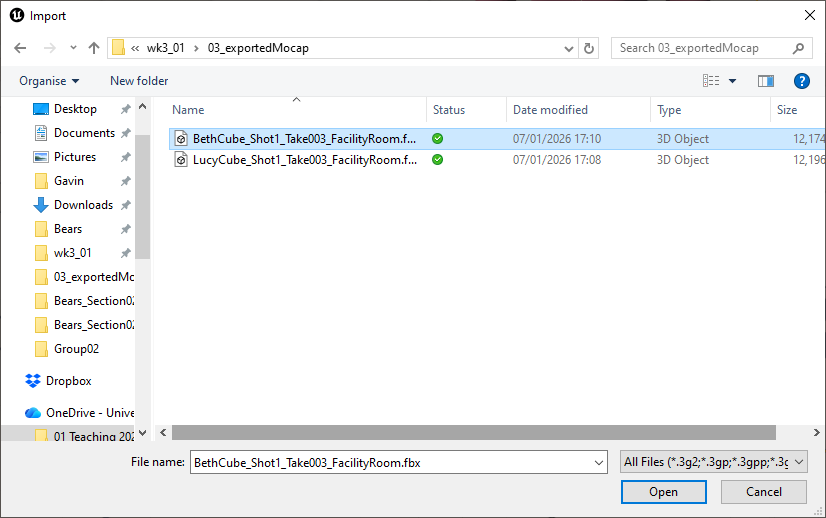 Import
« wk3_01 > 03_exportedMocap
Search 03_exportedMocap
Organise New folder
Name Status Date modified Type Size
Desktop
Documents
Pictures
Gavin
Downloads
Bears
wk3_01
03_exportedMc
Bears_Section02
Bears_Section02
Group02
Dropbox
OneDrive - Unive
01 Teaching 202
BethCube_Shot1_Take003_FacilityRoom.f... 07/01/2026 17:10 3D Object 12,174
LucyCube_Shot1_Take003_FacilityRoom.f... 07/01/2026 17:08 3D Object 12,196
File name: BethCube_Shot1_Take003_FacilityRoom.fbx All Files (*.3g2;*.3gp;*.3gpp;*.3g
Open Cancel